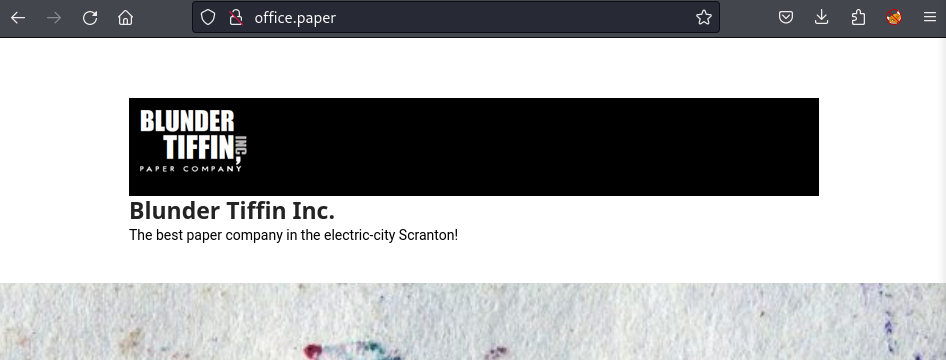 office.paper
BLUNDER
TIFFIN, INC
PAPER COMPANY
Blunder Tiffin Inc.
The best paper company in the electric-city Scranton!